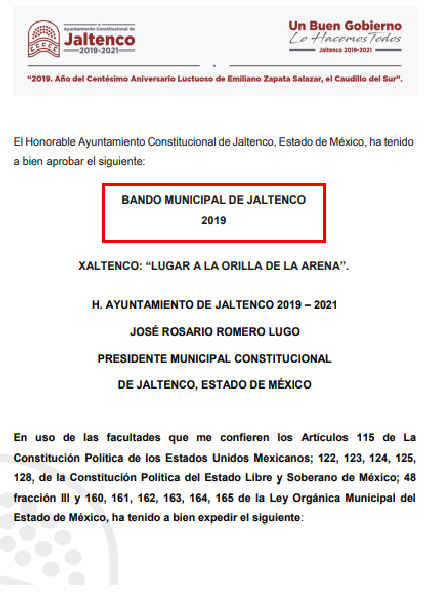 Ayuntamiento Constitucional de
Jaltenco
2019-2021
Un Buen Gobierno
Lo Hacemos Todos
Jaltenco 2019-2021
"2019. Año del Centésimo Aniversario Luctuoso de Emiliano Zapata Salazar, el Caudillo del Sur".
El Honorable Ayuntamiento Constitucional de Jaltenco, Estado de México, ha tenido
a bien aprobar el siguiente:
BANDO MUNICIPAL DE JALTENCO
2019
XALTENCO: “LUGAR A LA ORILLA DE LA ARENA’’.
H. AYUNTAMIENTO DE JALTENCO 2019 – 2021
JOSÉ ROSARIO ROMERO LUGO
PRESIDENTE MUNICIPAL CONSTITUCIONAL
DE JALTENCO, ESTADO DE MÉXICO
En uso de las facultades que me confieren los Artículos 115 de La
Constitución Política de los Estados Unidos Mexicanos; 122, 123, 124, 125,
128, de la Constitución Política del Estado Libre y Soberano de México; 48
fracción III y 160, 161, 162, 163, 164, 165 de la Ley Orgánica Municipal del
Estado de México, ha tenido a bien expedir el siguiente: